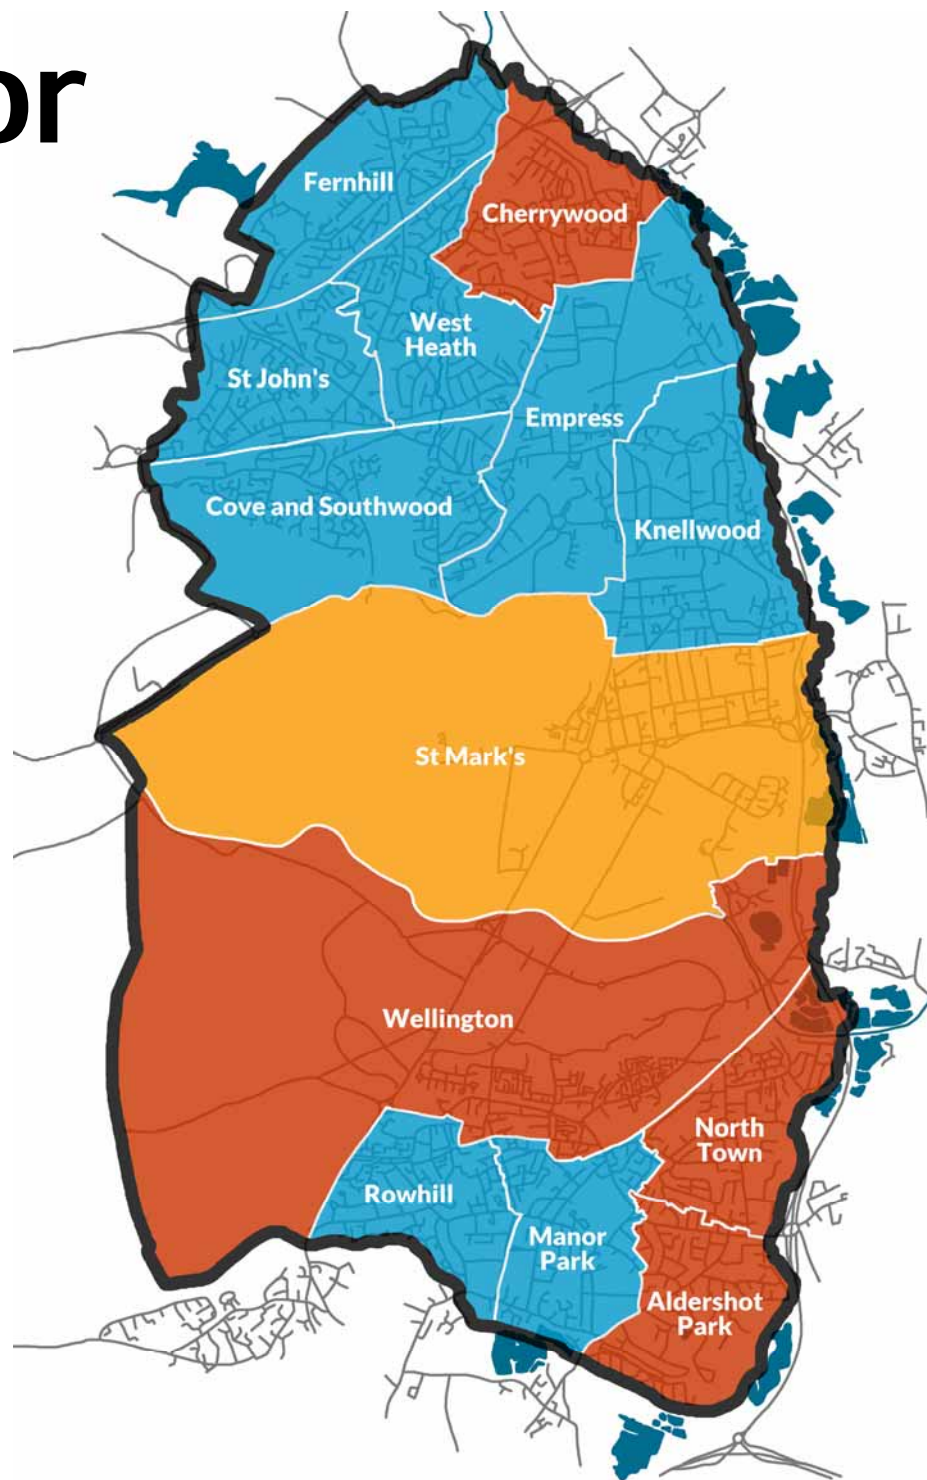 or
Fernhill
Cherrywood
West
Heath
St John's
Empress
Cove and Southwood
Knellwood
St Mark's
Wellington
North
Town
Rowhill
Manor
Park
Aldershot
Park